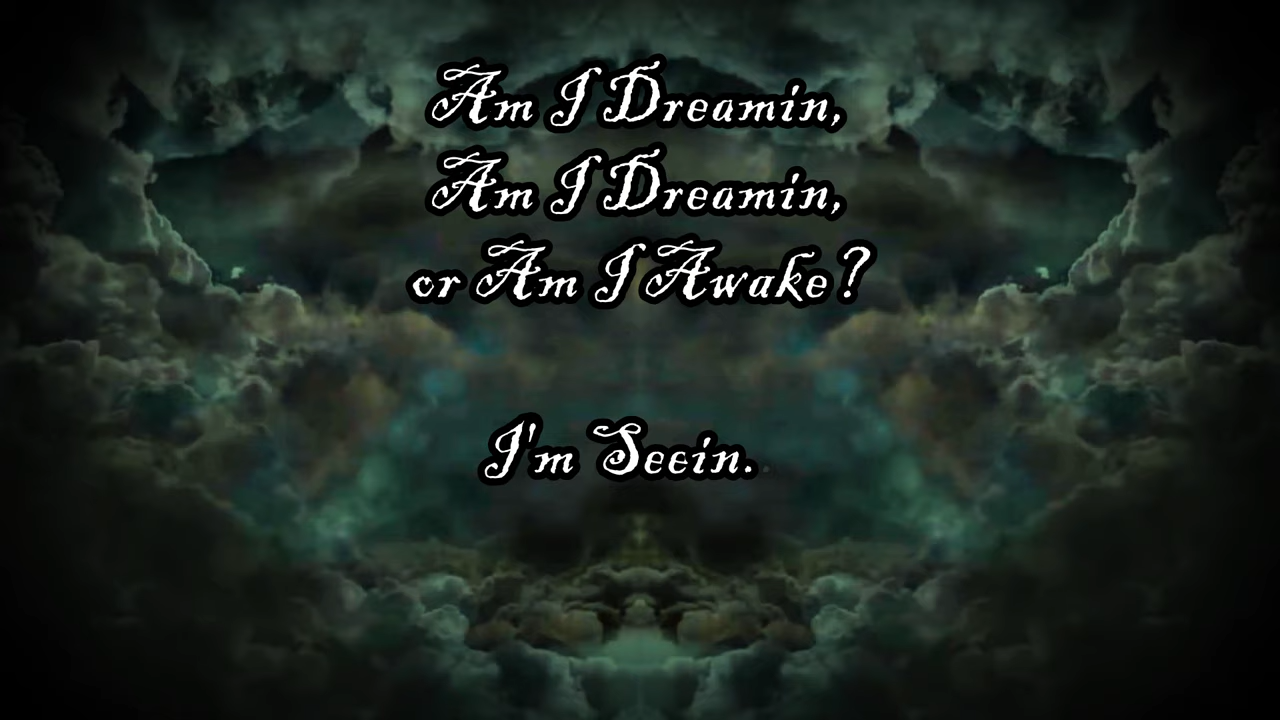 Am I Dreamin,
Am I Dreamin,
or Am I Awake?
I'm Seein..